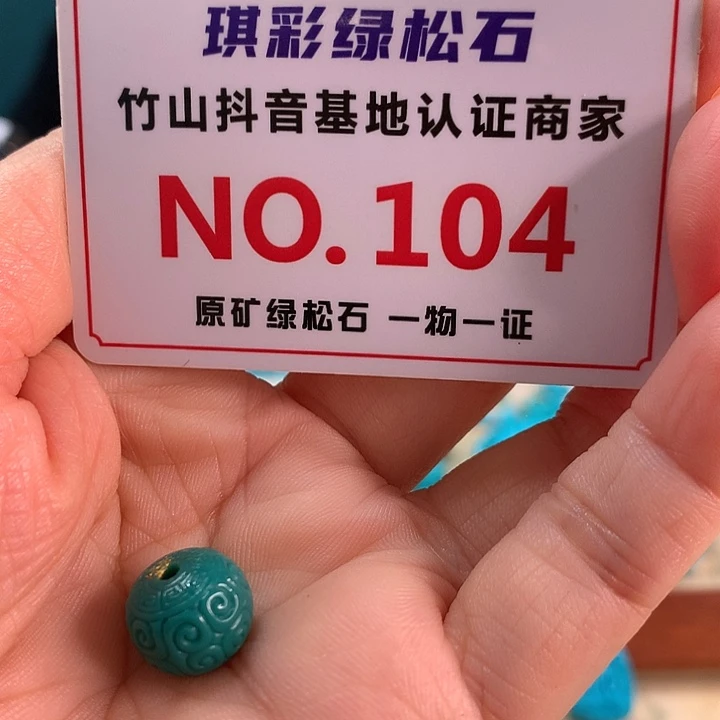 琪彩绿松石
竹山抖音基地认证商家
NO.104
原矿绿松石 一物一证